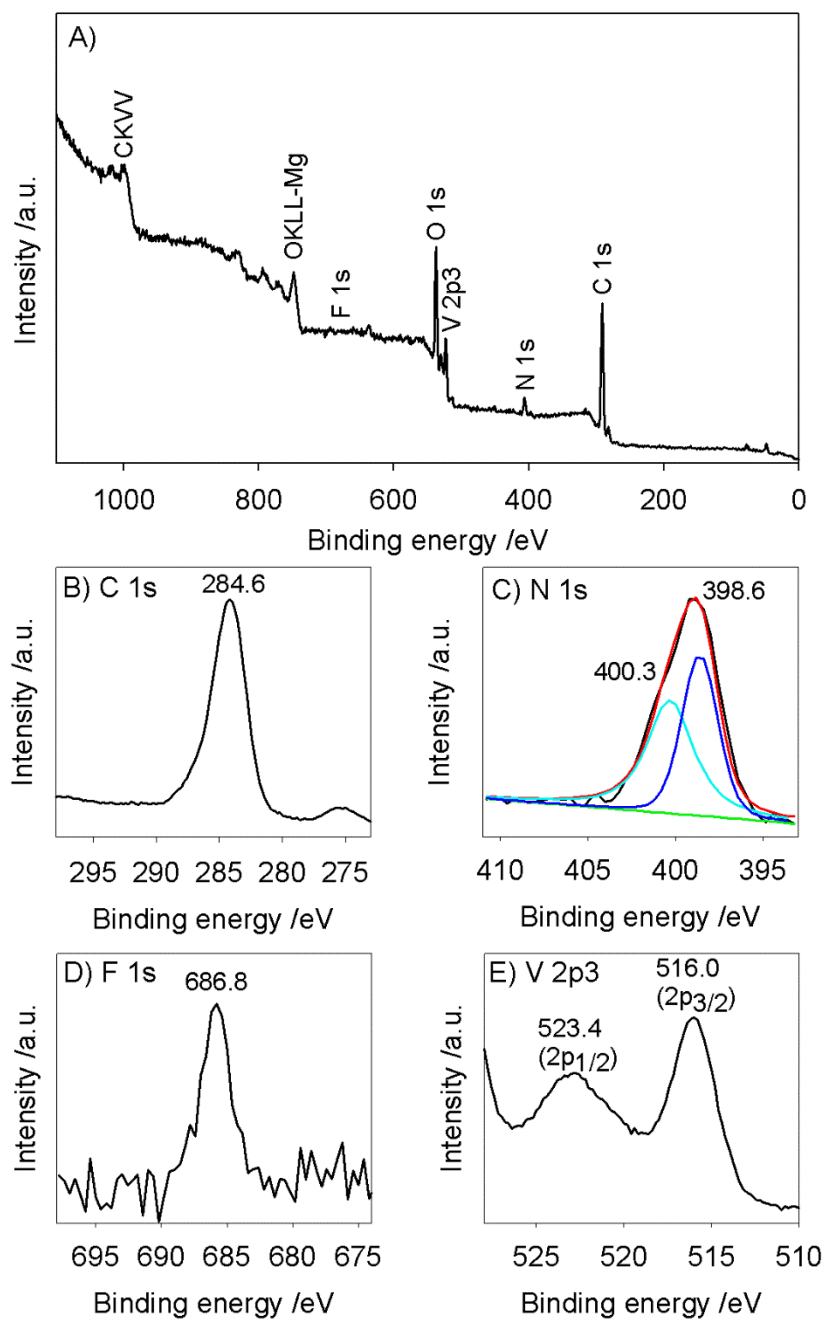 A)
Intensity /a.u.
CKVV
OKLL-Mg
F 1s
O 1s
V 2p3
N 1s
C 1s
1000 800 600 400 200 0
Binding energy /eV
B) C 1s
284.6
Intensity /a.u.
295 290 285 280 275
Binding energy /eV
C) N 1s
398.6
400.3
Intensity /a.u.
410 405 400 395
Binding energy /eV
D) F 1s
686.8
Intensity /a.u.
695 690 685 680 675
Binding energy /eV
E) V 2p3
516.0
(2p3/2)
523.4
(2p1/2)
Intensity /a.u.
525 520 515 510
Binding energy /eV